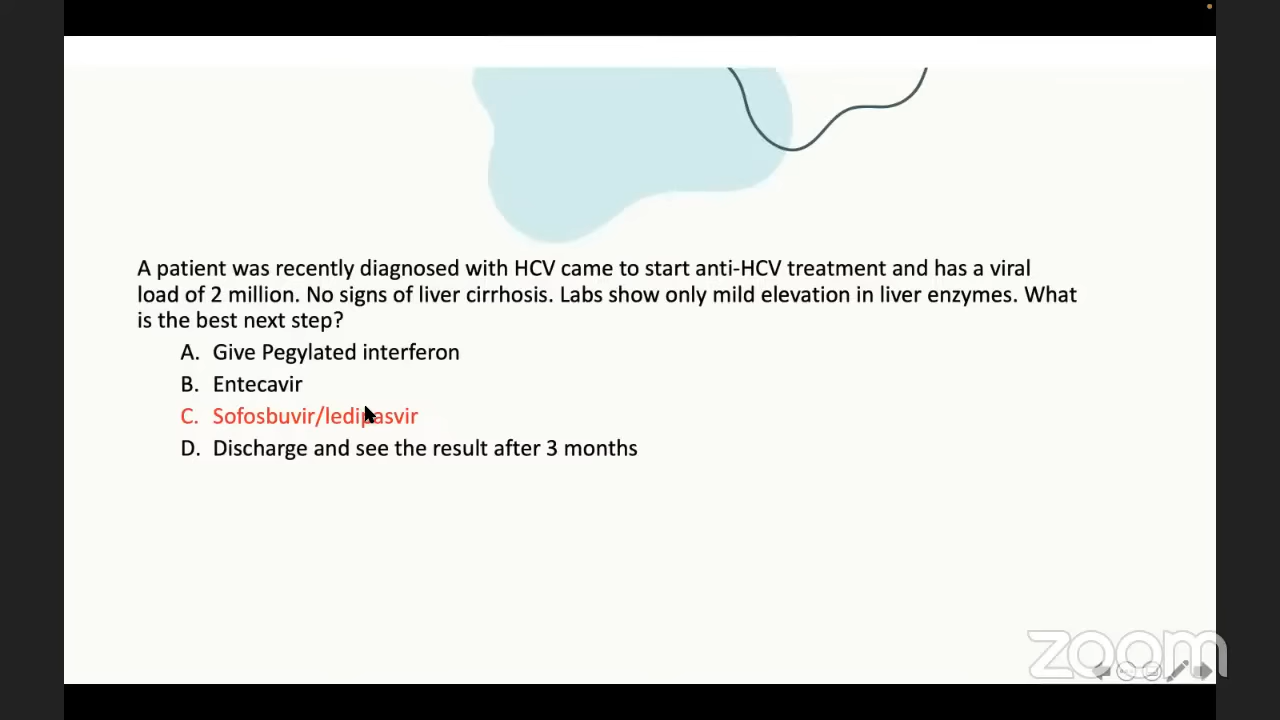 A patient was recently diagnosed with HCV came to start anti-HCV treatment and has a viral
load of 2 million. No signs of liver cirrhosis. Labs show only mild elevation in liver enzymes. What
is the best next step?
A. Give Pegylated interferon
B. Entecavir
C. Sofosbuvir/ledipasvir
D. Discharge and see the result after 3 months
zoom